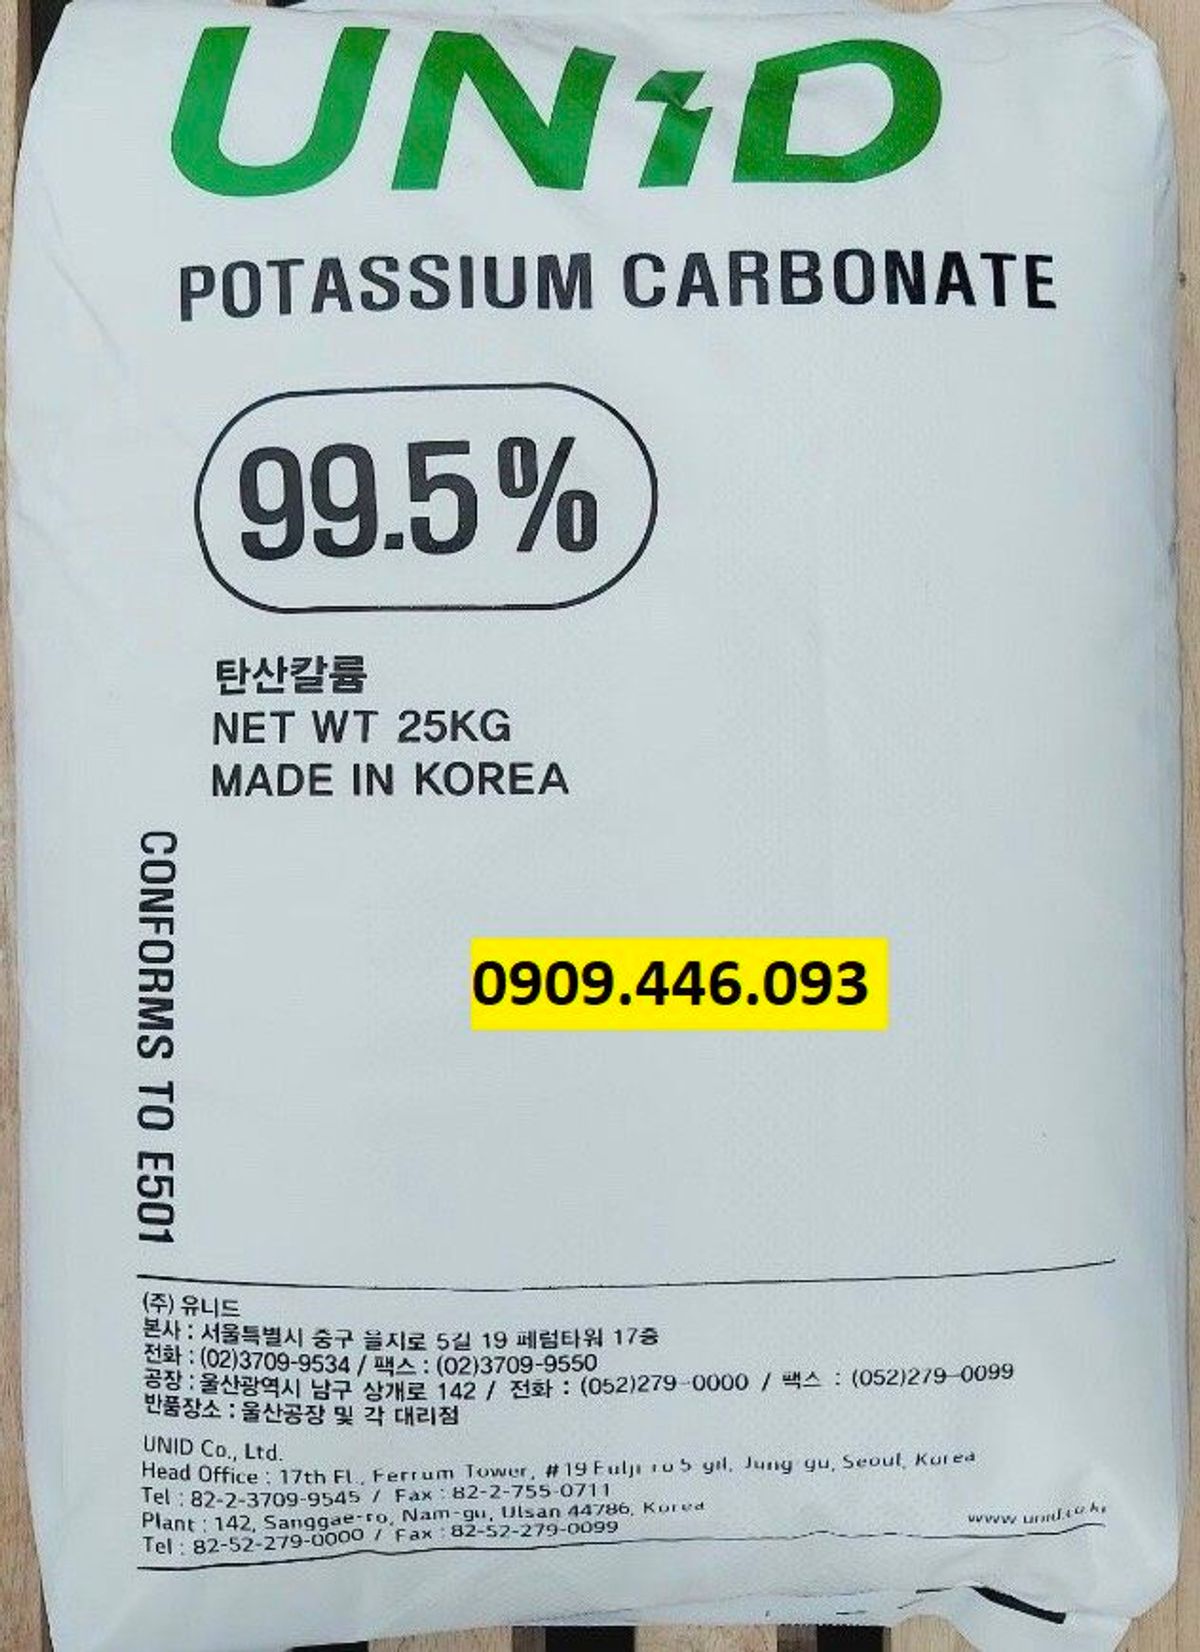 UNiD
POTASSIUM CARBONATE
99.5%
탄산칼륨
NET WT 25KG
MADE IN KOREA
CONFORMS TO E501
0909.446.093
(주) 유니드
본사 : 서울특별시 중구 을지로 5길 19 페럼타워 17층
전화 : (02)3709-9534 / 팩스 : (02)3709-9550
공장 : 울산광역시 남구 상개로 142 / 전화 : (052)279-0000 / 팩스 : (052)279-0099
반품장소 : 울산공장 및 각 대리점
UNID Co., Ltd.
Head Office : 17th Fl., Ferrum Tower, #19 Eulji-ro 5-gil, Jung-gu, Seoul, Korea
Tel : 82-2-3709-9545 / Fax : 82-2-755-0711
Plant : 142, Sanggae-ro, Nam-gu, Ulsan 44786, Korea
www.unid.co.kr
Tel : 82-52-279-0000 / Fax : 82-52-279-0099